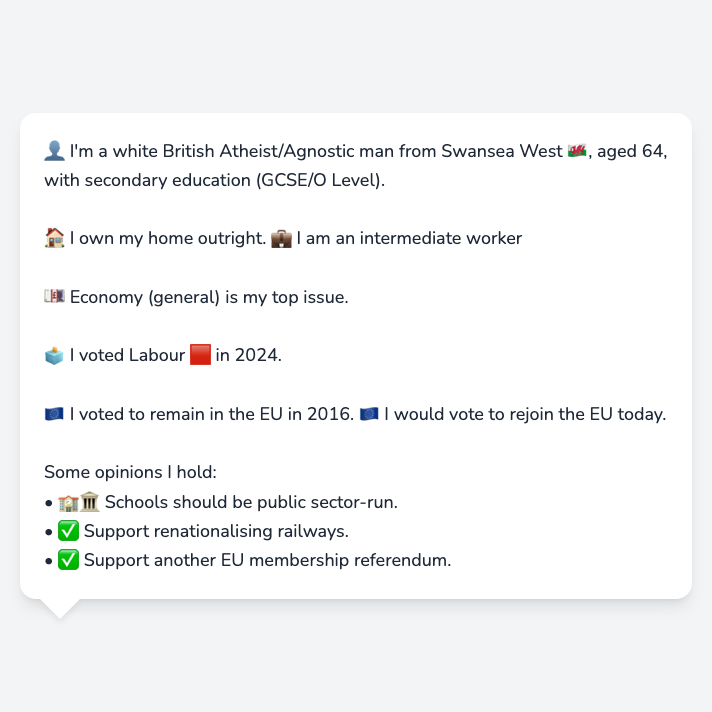 👤 I'm a white British Atheist/Agnostic man from Swansea West 🏴󠁧󠁢󠁷󠁬󠁳󠁿, aged 64,
with secondary education (GCSE/O Level).
🏠 I own my home outright. 💼 I am an intermediate worker
💷 Economy (general) is my top issue.
🗳️ I voted Labour 🟥 in 2024.
🇪🇺 I voted to remain in the EU in 2016. 🇪🇺 I would vote to rejoin the EU today.
Some opinions I hold:
• 🏫🏛️ Schools should be public sector-run.
• ✅ Support renationalising railways.
• ✅ Support another EU membership referendum.